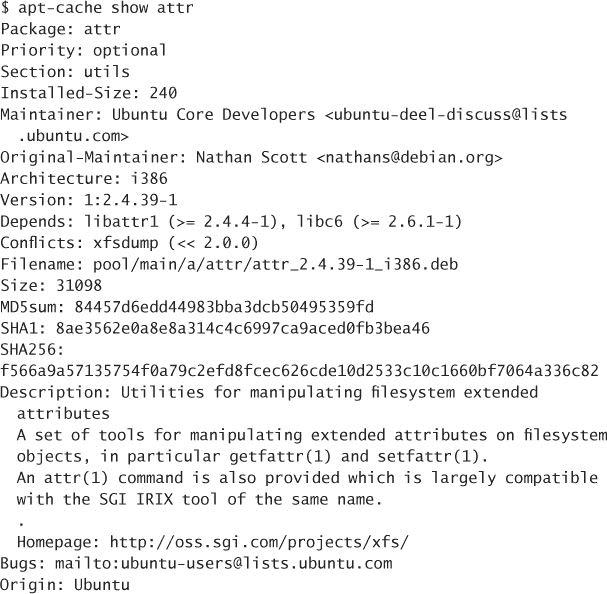 $ apt-cache show attr
Package: attr
Priority: optional
Section: utils
Installed-Size: 240
Maintainer: Ubuntu Core Developers <ubuntu-deel-discuss@lists
.ubuntu.com>
Original-Maintainer: Nathan Scott <nathans@debian.org>
Architecture: i386
Version: 1:2.4.39-1
Depends: libattr1 (>= 2.4.4-1), libc6 (>= 2.6.1-1)
Conflicts: xfsdump (<< 2.0.0)
Filename: pool/main/a/attr/attr_2.4.39-1_i386.deb
Size: 31098
MD5sum: 84457d6edd44983bba3dcb50495359fd
SHA1: 8ae3562e0a8e8a314c4c6997ca9aced0fb3bea46
SHA256:
f566a9a57135754f0a79c2efd8fcec626cde10d2533c10c1660bf7064a336c82
Description: Utilities for manipulating filesystem extended
attributes
A set of tools for manipulating extended attributes on filesystem
objects, in particular getfattr(1) and setfattr(1).
An attr(1) command is also provided which is largely compatible
with the SGI IRIX tool of the same name.
.
Homepage: http://oss.sgi.com/projects/xfs/
Bugs: mailto:ubuntu-users@lists.ubuntu.com
Origin: Ubuntu